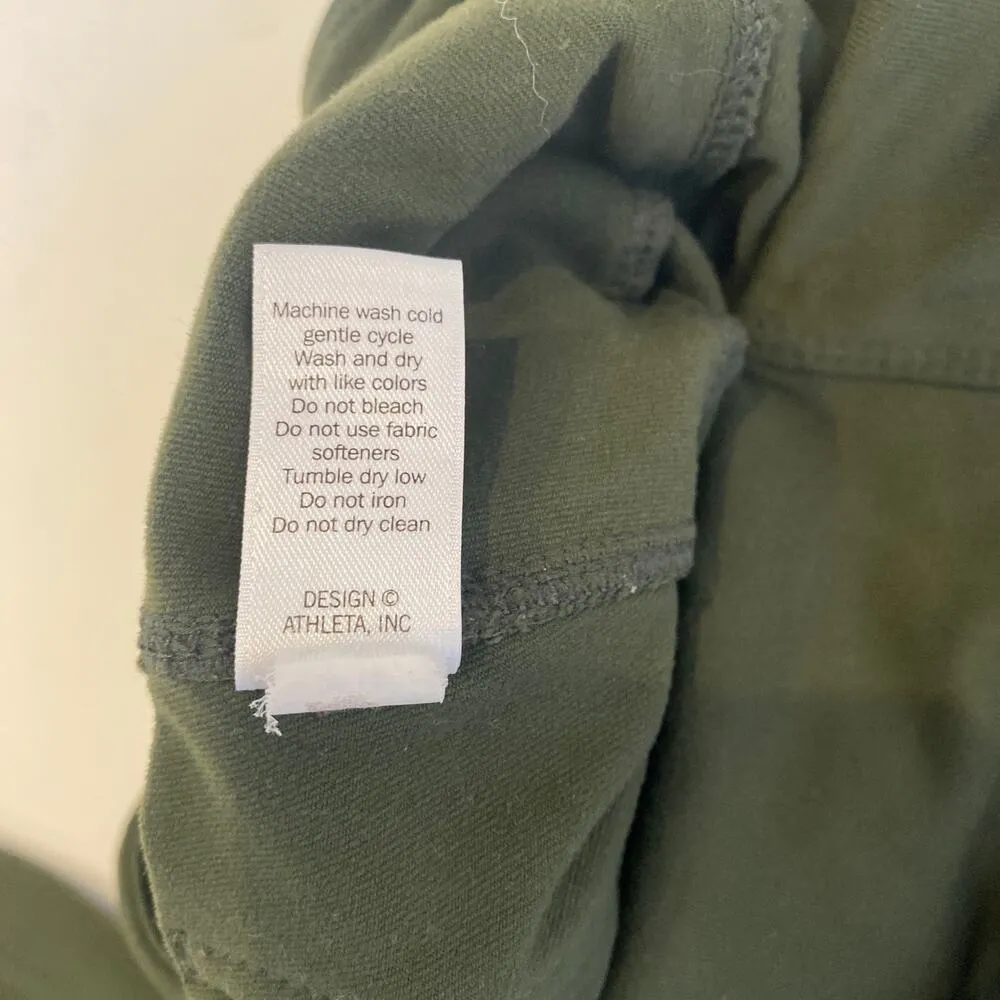 Machine wash cold
gentle cycle
Wash and dry
with like colors
Do not bleach
Do not use fabric
softeners
Tumble dry low
Do not iron
Do not dry clean
DESIGN ©
ATHLETA, INC